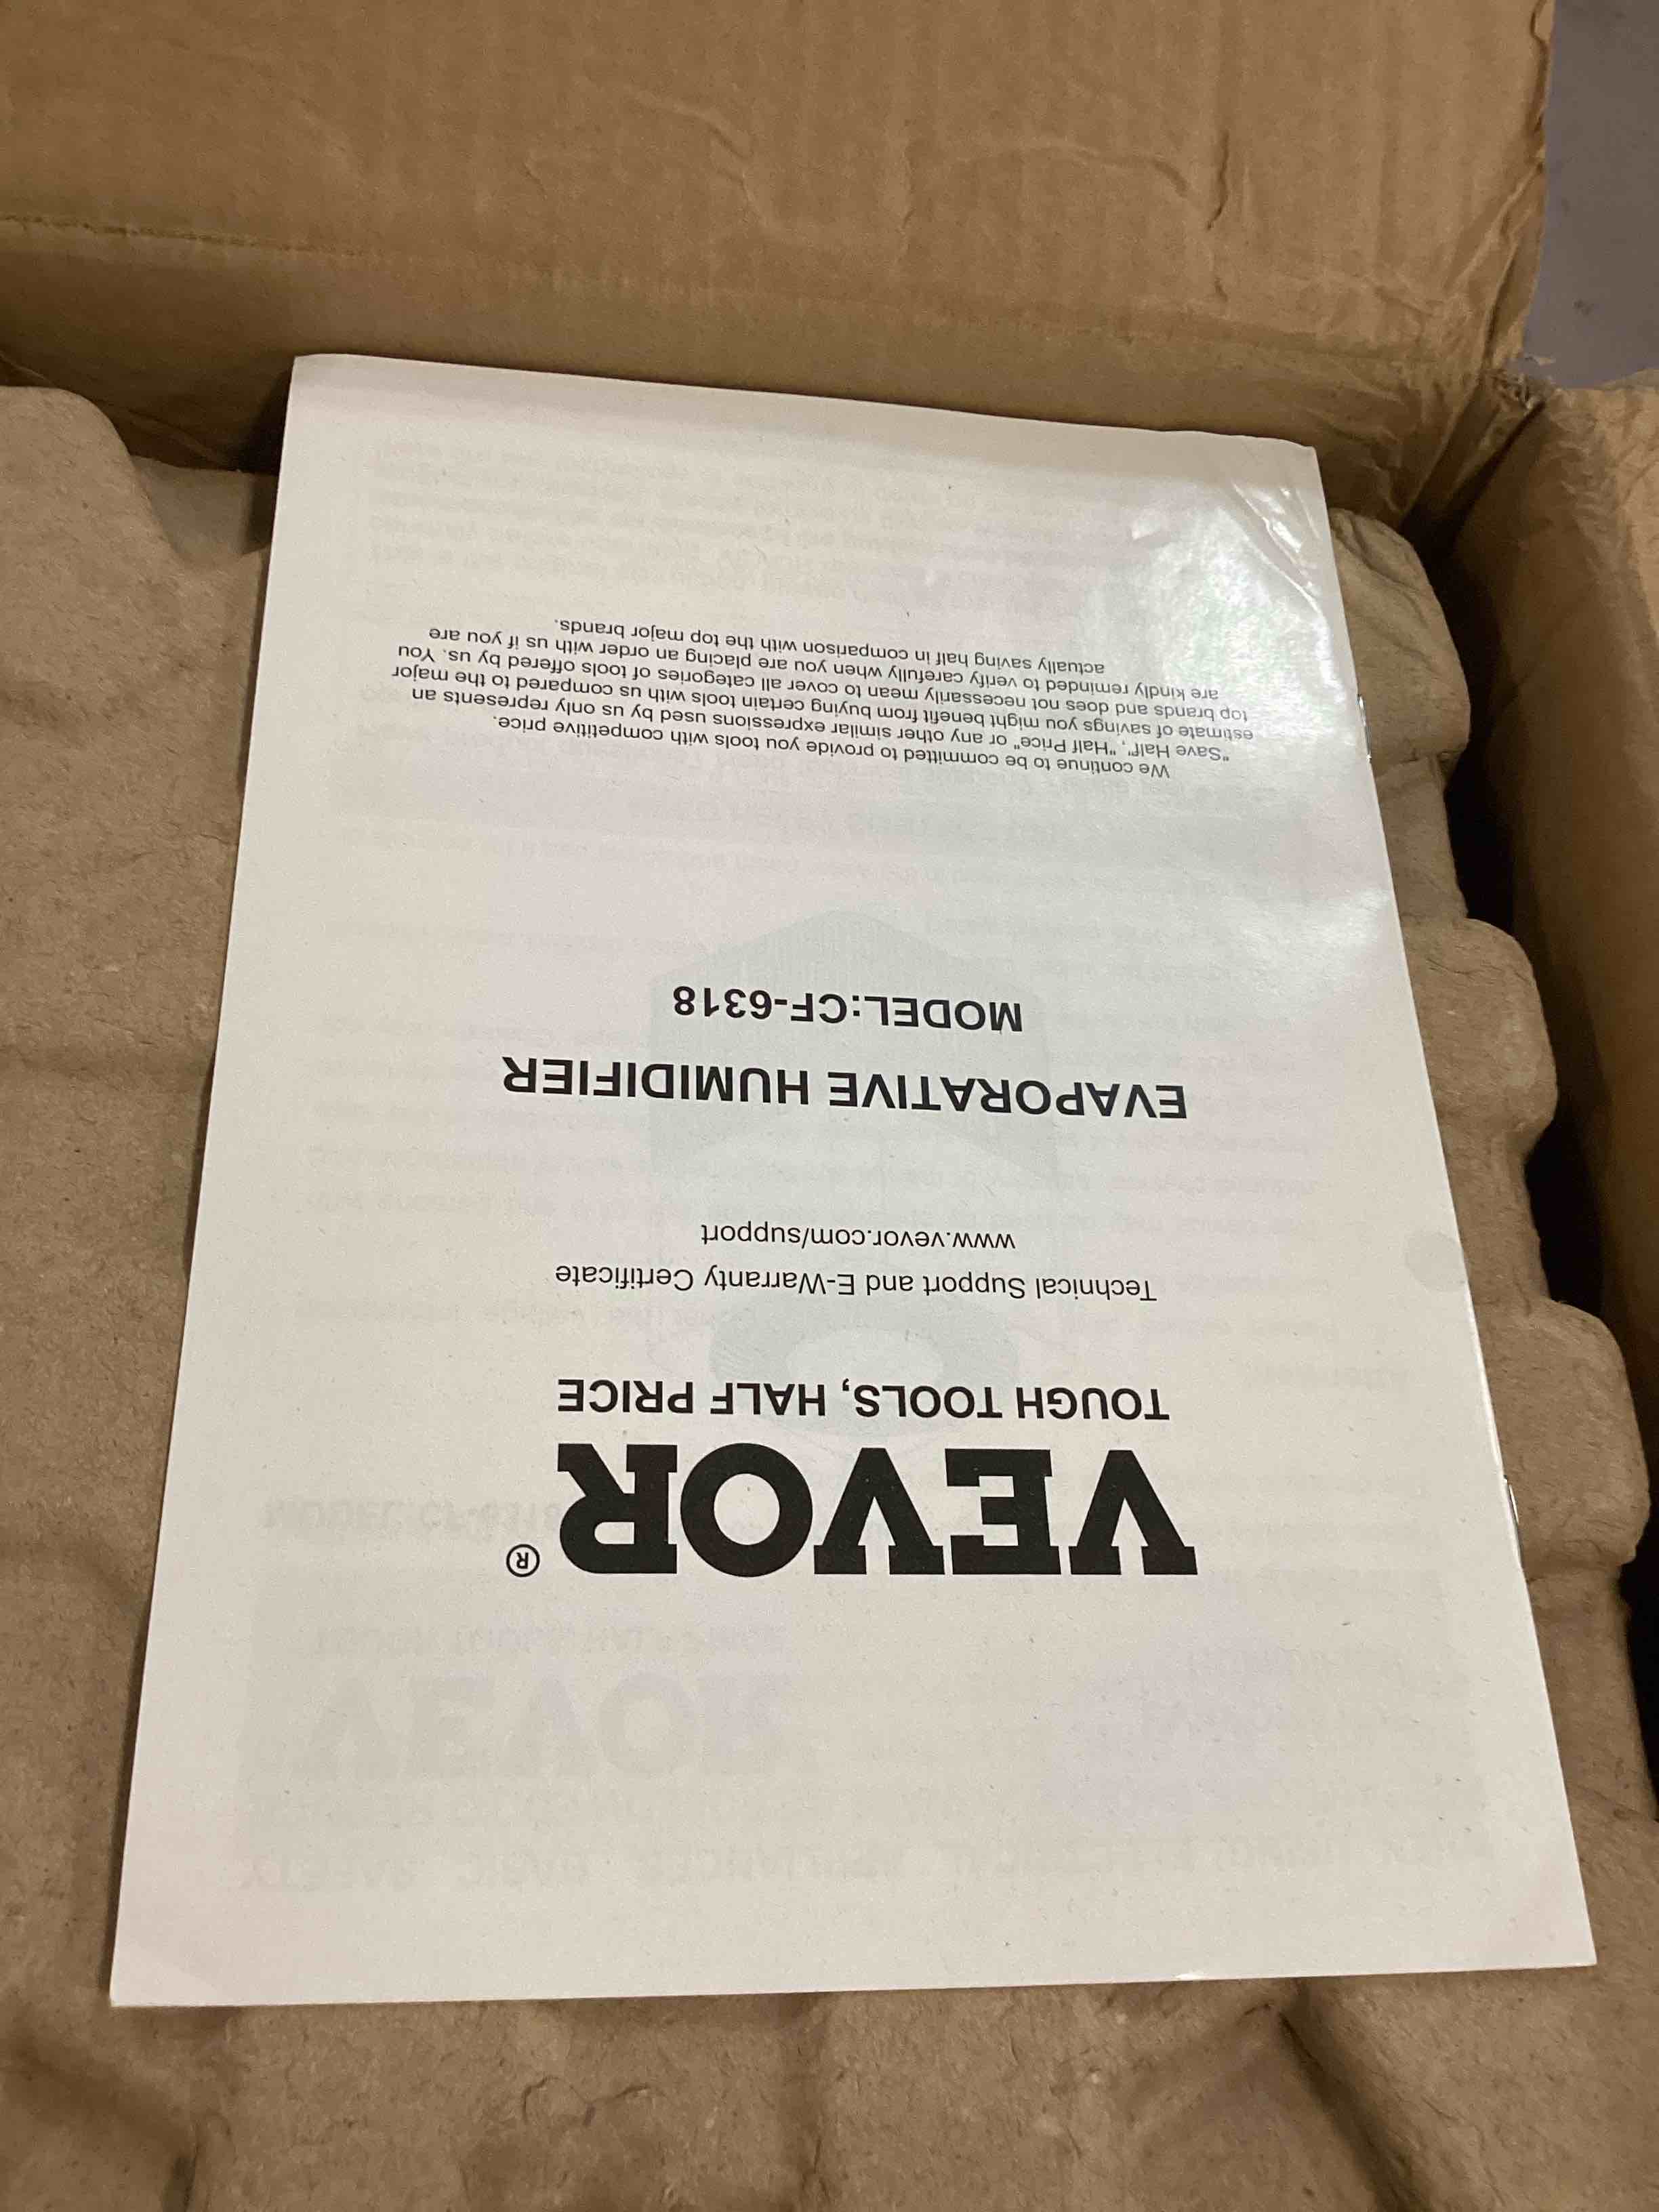 VEVOR®
TOUGH TOOLS, HALF PRICE
Technical Support and E-Warranty Certificate
www.vevor.com/support
EVAPORATIVE HUMIDIFIER
MODEL:CF-6318
We continue to be committed to provide you tools with competitive price.
"Save Half", "Half Price" or any other similar expressions used by us only represents an
estimate of savings you might benefit from buying certain tools with us compared to the major
top brands and does not necessarily mean to cover all categories of tools offered by us. You
are kindly reminded to verify carefully when you are placing an order with us if you are
actually saving half in comparison with the top major brands.